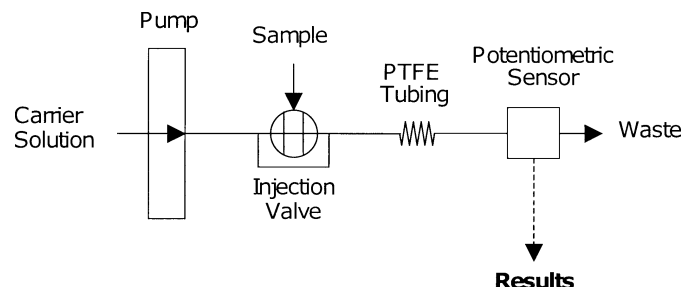 Pump
Sample
Potentiometric
Sensor
PTFE
Tubing
Carrier
Solution
Waste
Injection
Valve
Results